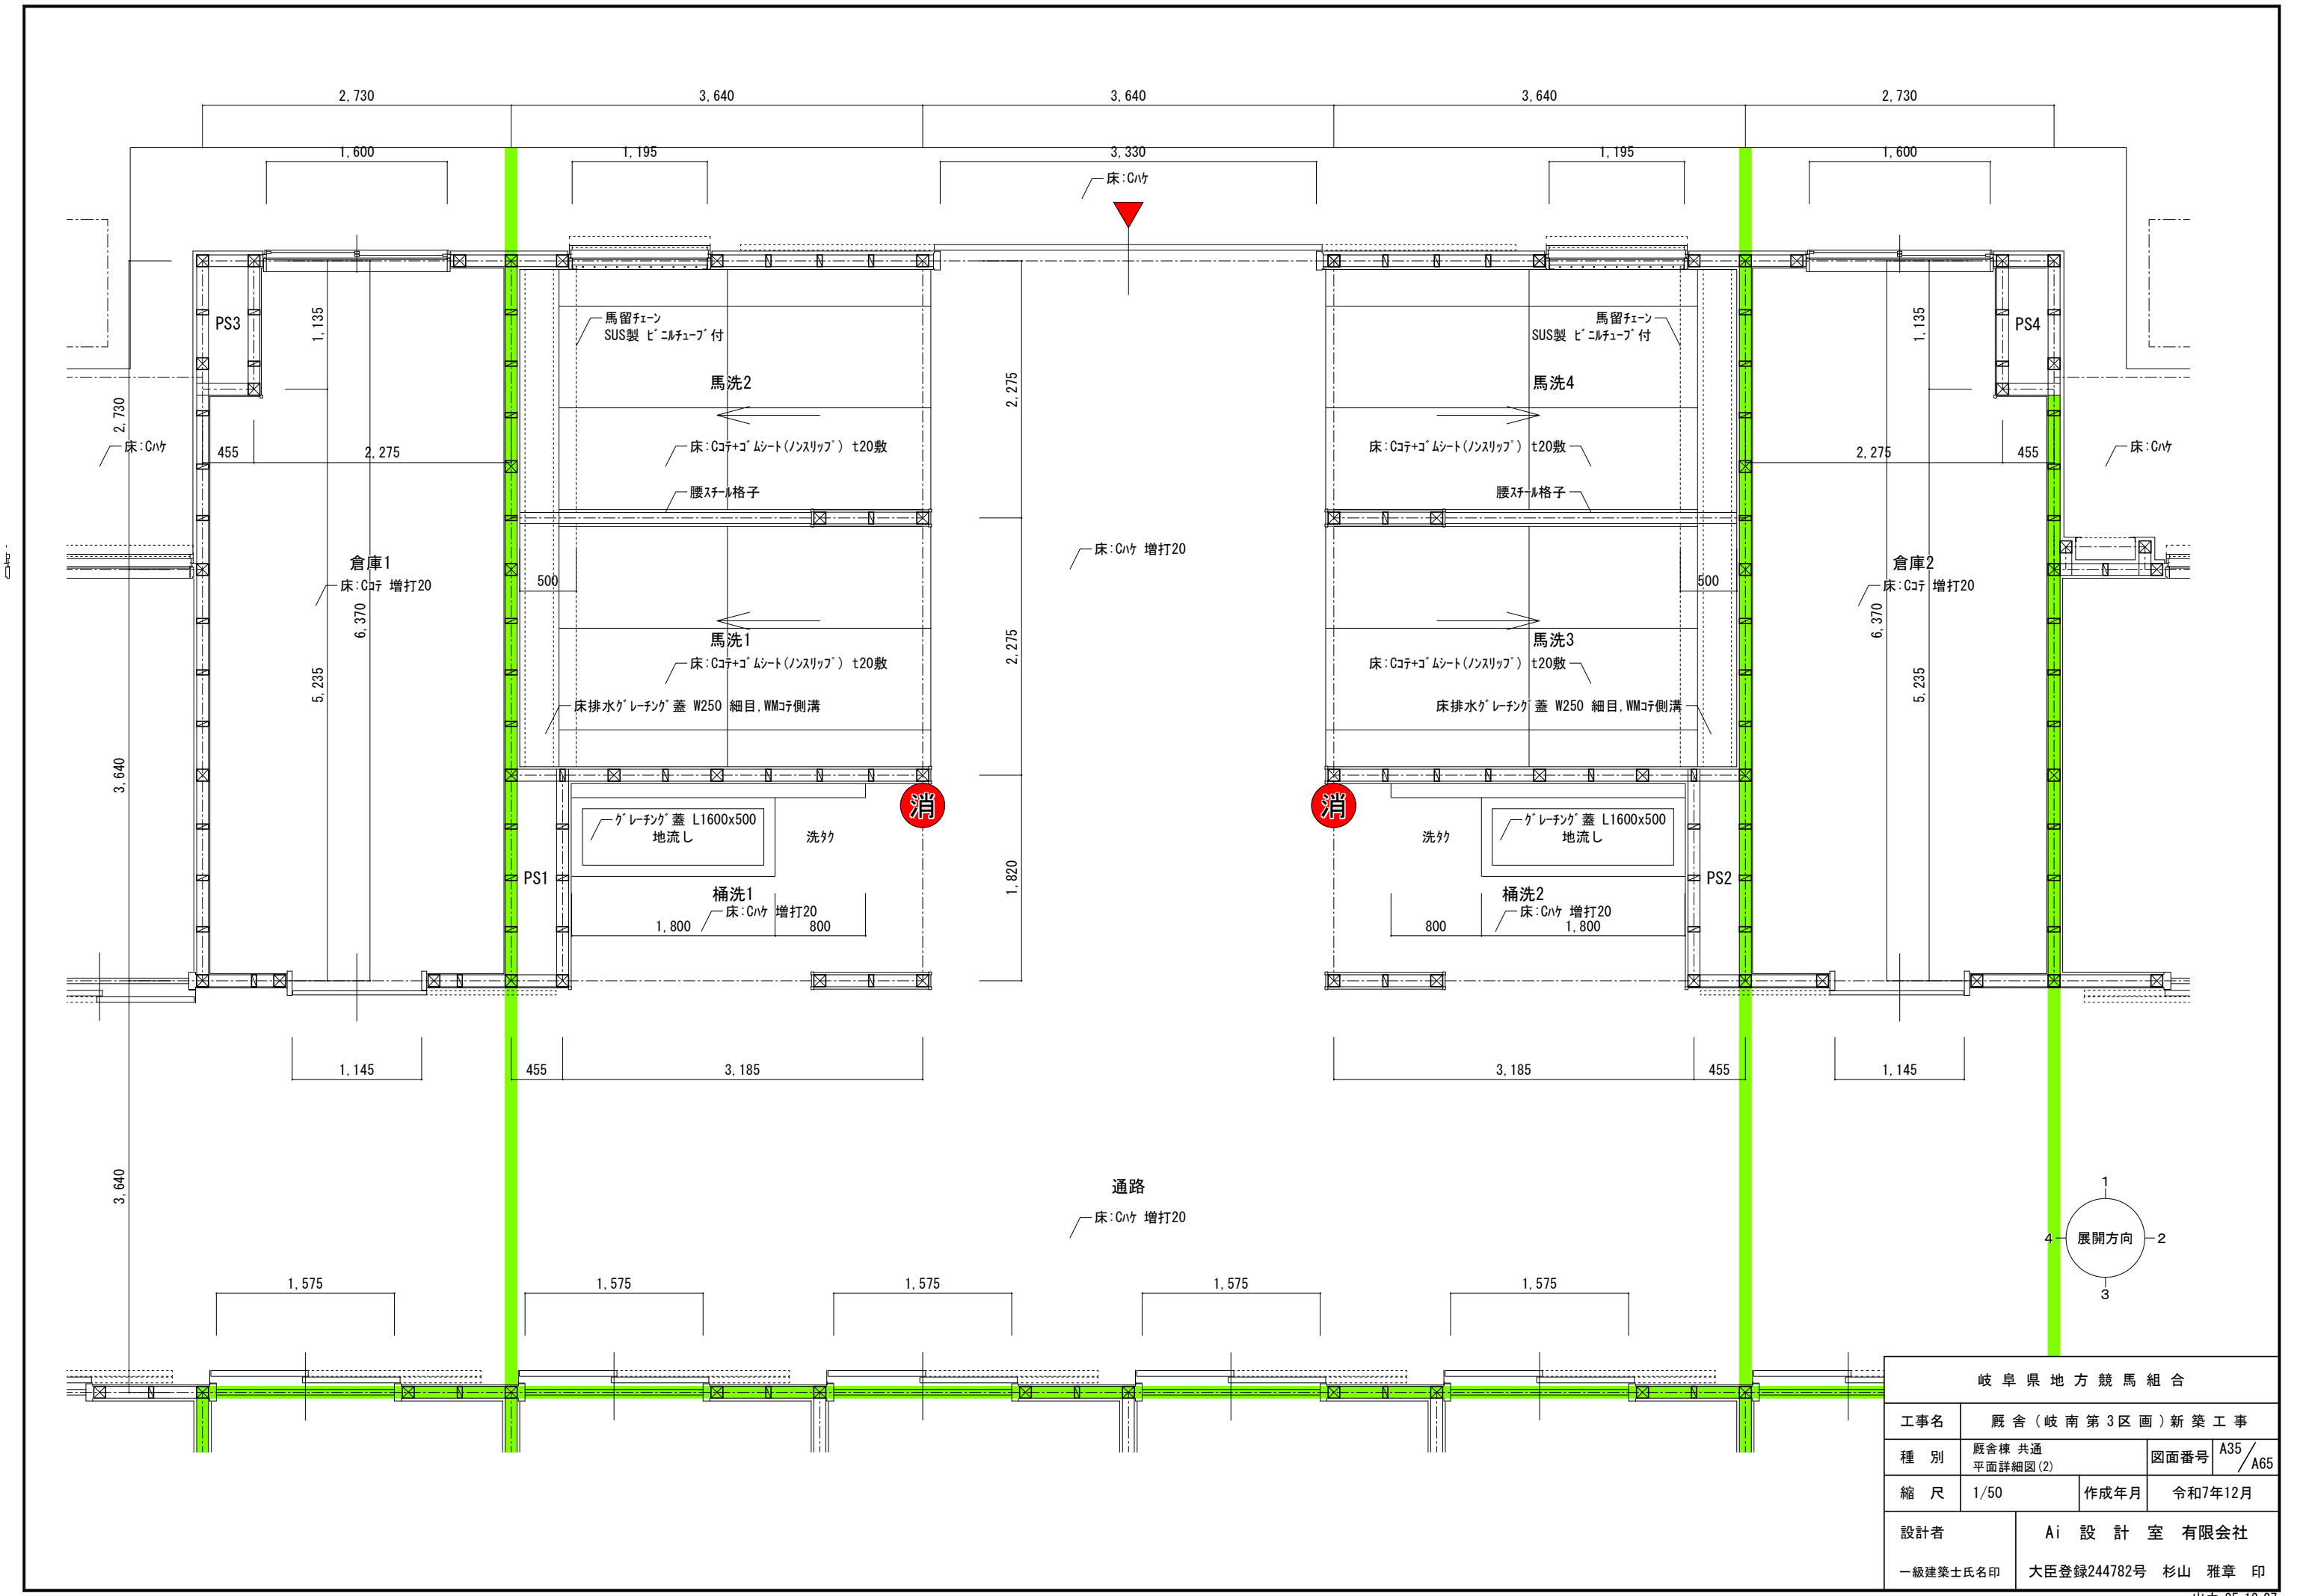 2,730
3,640
3,640
3,640
2,730
1,600
1,195
3,330
1,195
1,600
床:Cﾊｹ
PS3
1,135
馬留ﾁｪｰﾝ
SUS製 ﾋﾞﾆﾙﾁｭｰﾌﾞ付
馬留ﾁｪｰﾝ
SUS製 ﾋﾞﾆﾙﾁｭｰﾌﾞ付
1,135
PS4
馬洗2
2,275
馬洗4
2,730
床:Cﾊｹ
455
2,275
床:Cｺﾃ+ｺﾞﾑｼｰﾄ(ﾉﾝｽﾘｯﾌﾟ) t20敷
床:Cｺﾃ+ｺﾞﾑｼｰﾄ(ﾉﾝｽﾘｯﾌﾟ) t20敷
2,275
455
床:Cﾊｹ
腰ｽﾁｰﾙ格子
腰ｽﾁｰﾙ格子
床:Cﾊｹ 増打20
倉庫1
床:Cｺﾃ 増打20
500
500
倉庫2
床:Cｺﾃ 増打20
6,370
6,370
馬洗1
床:Cｺﾃ+ｺﾞﾑｼｰﾄ(ﾉﾝｽﾘｯﾌﾟ) t20敷
2,275
馬洗3
床:Cｺﾃ+ｺﾞﾑｼｰﾄ(ﾉﾝｽﾘｯﾌﾟ) t20敷
5,235
5,235
床排水ｸﾞﾚｰﾁﾝｸﾞ蓋 W250 細目,WMｺﾃ側溝
床排水ｸﾞﾚｰﾁﾝｸﾞ蓋 W250 細目,WMｺﾃ側溝
3,640
消
消
ｸﾞﾚｰﾁﾝｸﾞ蓋 L1600x500
地流し
洗ﾀｸ
洗ﾀｸ
ｸﾞﾚｰﾁﾝｸﾞ蓋 L1600x500
地流し
PS1
1,820
PS2
桶洗1
床:Cﾊｹ 増打20
桶洗2
床:Cﾊｹ 増打20
1,800
800
800
1,800
1,145
455
3,185
3,185
455
1,145
3,640
通路
床:Cﾊｹ 増打20
1
4
展開方向
2
3
1,575
1,575
1,575
1,575
1,575
岐阜県地方競馬組合
工事名
厩舎(岐南第3区画)新築工事
種 別
厩舎棟 共通
平面詳細図(2)
図面番号
A35/A65
縮 尺
1/50
作成年月
令和7年12月
設計者
Ai 設 計 室 有限会社
一級建築士氏名印
大臣登録244782号 杉山 雅章 印